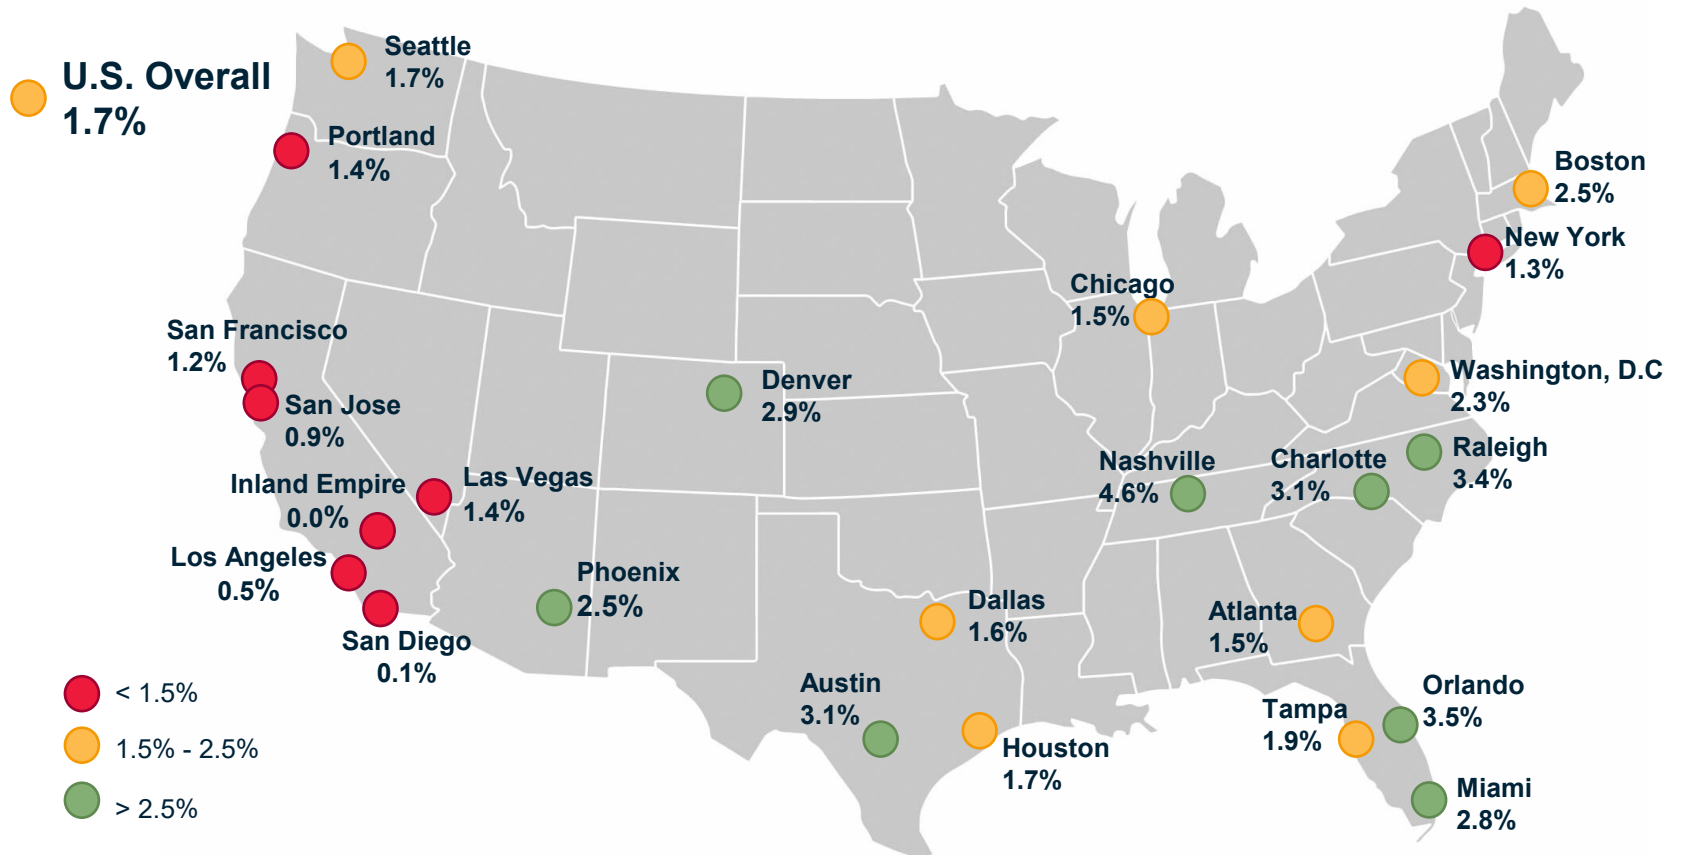 U.S. Overall
1.7%
Seattle
1.7%
Portland
1.4%
Boston
2.5%
New York
1.3%
Chicago
1.5%
San Francisco
1.2%
San Jose
0.9%
Denver
2.9%
Washington, D.C
2.3%
Raleigh
3.4%
Nashville
4.6%
Charlotte
3.1%
Inland Empire
0.0%
Las Vegas
1.4%
Los Angeles
0.5%
Phoenix
2.5%
San Diego
0.1%
Dallas
1.6%
Atlanta
1.5%
Austin
3.1%
Houston
1.7%
Tampa
1.9%
Orlando
3.5%
Miami
2.8%
< 1.5%
1.5% - 2.5%
> 2.5%